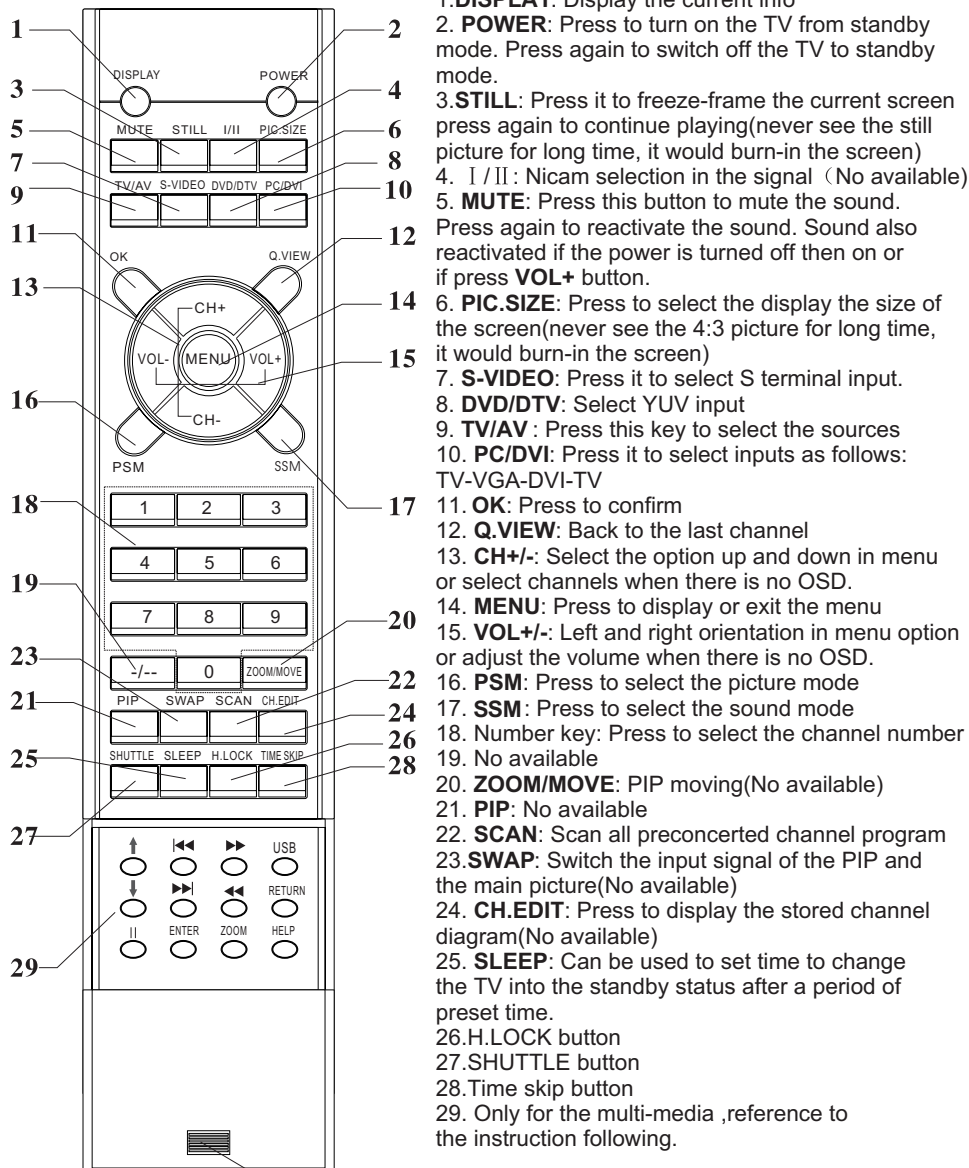 1
2
DISPLAY
POWER
3
4
MUTE STILL I/II PIC.SIZE
5
6
7
8
TV/AV S-VIDEO DVD/DTV PC/DVI
9
10
11
12
OK
Q.VIEW
13
CH+
14
VOL- MENU VOL+
15
16
CH-
PSM
SSM
17
18
1 2 3
4 5 6
19
7 8 9
20
23
-/-- 0 ZOOM/MOVE
22
PIP SWAP SCAN CH.EDIT
21
24
26
SHUTTLE SLEEP H.LOCK TIME SKIP
25
28
27
USB
RETURN
II ENTER ZOOM HELP
29
1.DISPLAY: Display the current info
2. POWER: Press to turn on the TV from standby
mode. Press again to switch off the TV to standby
mode.
3.STILL: Press it to freeze-frame the current screen
press again to continue playing(never see the still
picture for long time, it would burn-in the screen)
4. Ⅰ/Ⅱ: Nicam selection in the signal（No available)
5. MUTE: Press this button to mute the sound.
Press again to reactivate the sound. Sound also
reactivated if the power is turned off then on or
if press VOL+ button.
6. PIC.SIZE: Press to select the display the size of
the screen(never see the 4:3 picture for long time,
it would burn-in the screen)
7. S-VIDEO: Press it to select S terminal input.
8. DVD/DTV: Select YUV input
9. TV/AV : Press this key to select the sources
10. PC/DVI: Press it to select inputs as follows:
TV-VGA-DVI-TV
11. OK: Press to confirm
12. Q.VIEW: Back to the last channel
13. CH+/-: Select the option up and down in menu
or select channels when there is no OSD.
14. MENU: Press to display or exit the menu
15. VOL+/-: Left and right orientation in menu option
or adjust the volume when there is no OSD.
16. PSM: Press to select the picture mode
17. SSM: Press to select the sound mode
18. Number key: Press to select the channel number
19. No available
20. ZOOM/MOVE: PIP moving(No available)
21. PIP: No available
22. SCAN: Scan all preconcerted channel program
23.SWAP: Switch the input signal of the PIP and
the main picture(No available)
24. CH.EDIT: Press to display the stored channel
diagram(No available)
25. SLEEP: Can be used to set time to change
the TV into the standby status after a period of
preset time.
26.H.LOCK button
27.SHUTTLE button
28.Time skip button
29. Only for the multi-media ,reference to
the instruction following.